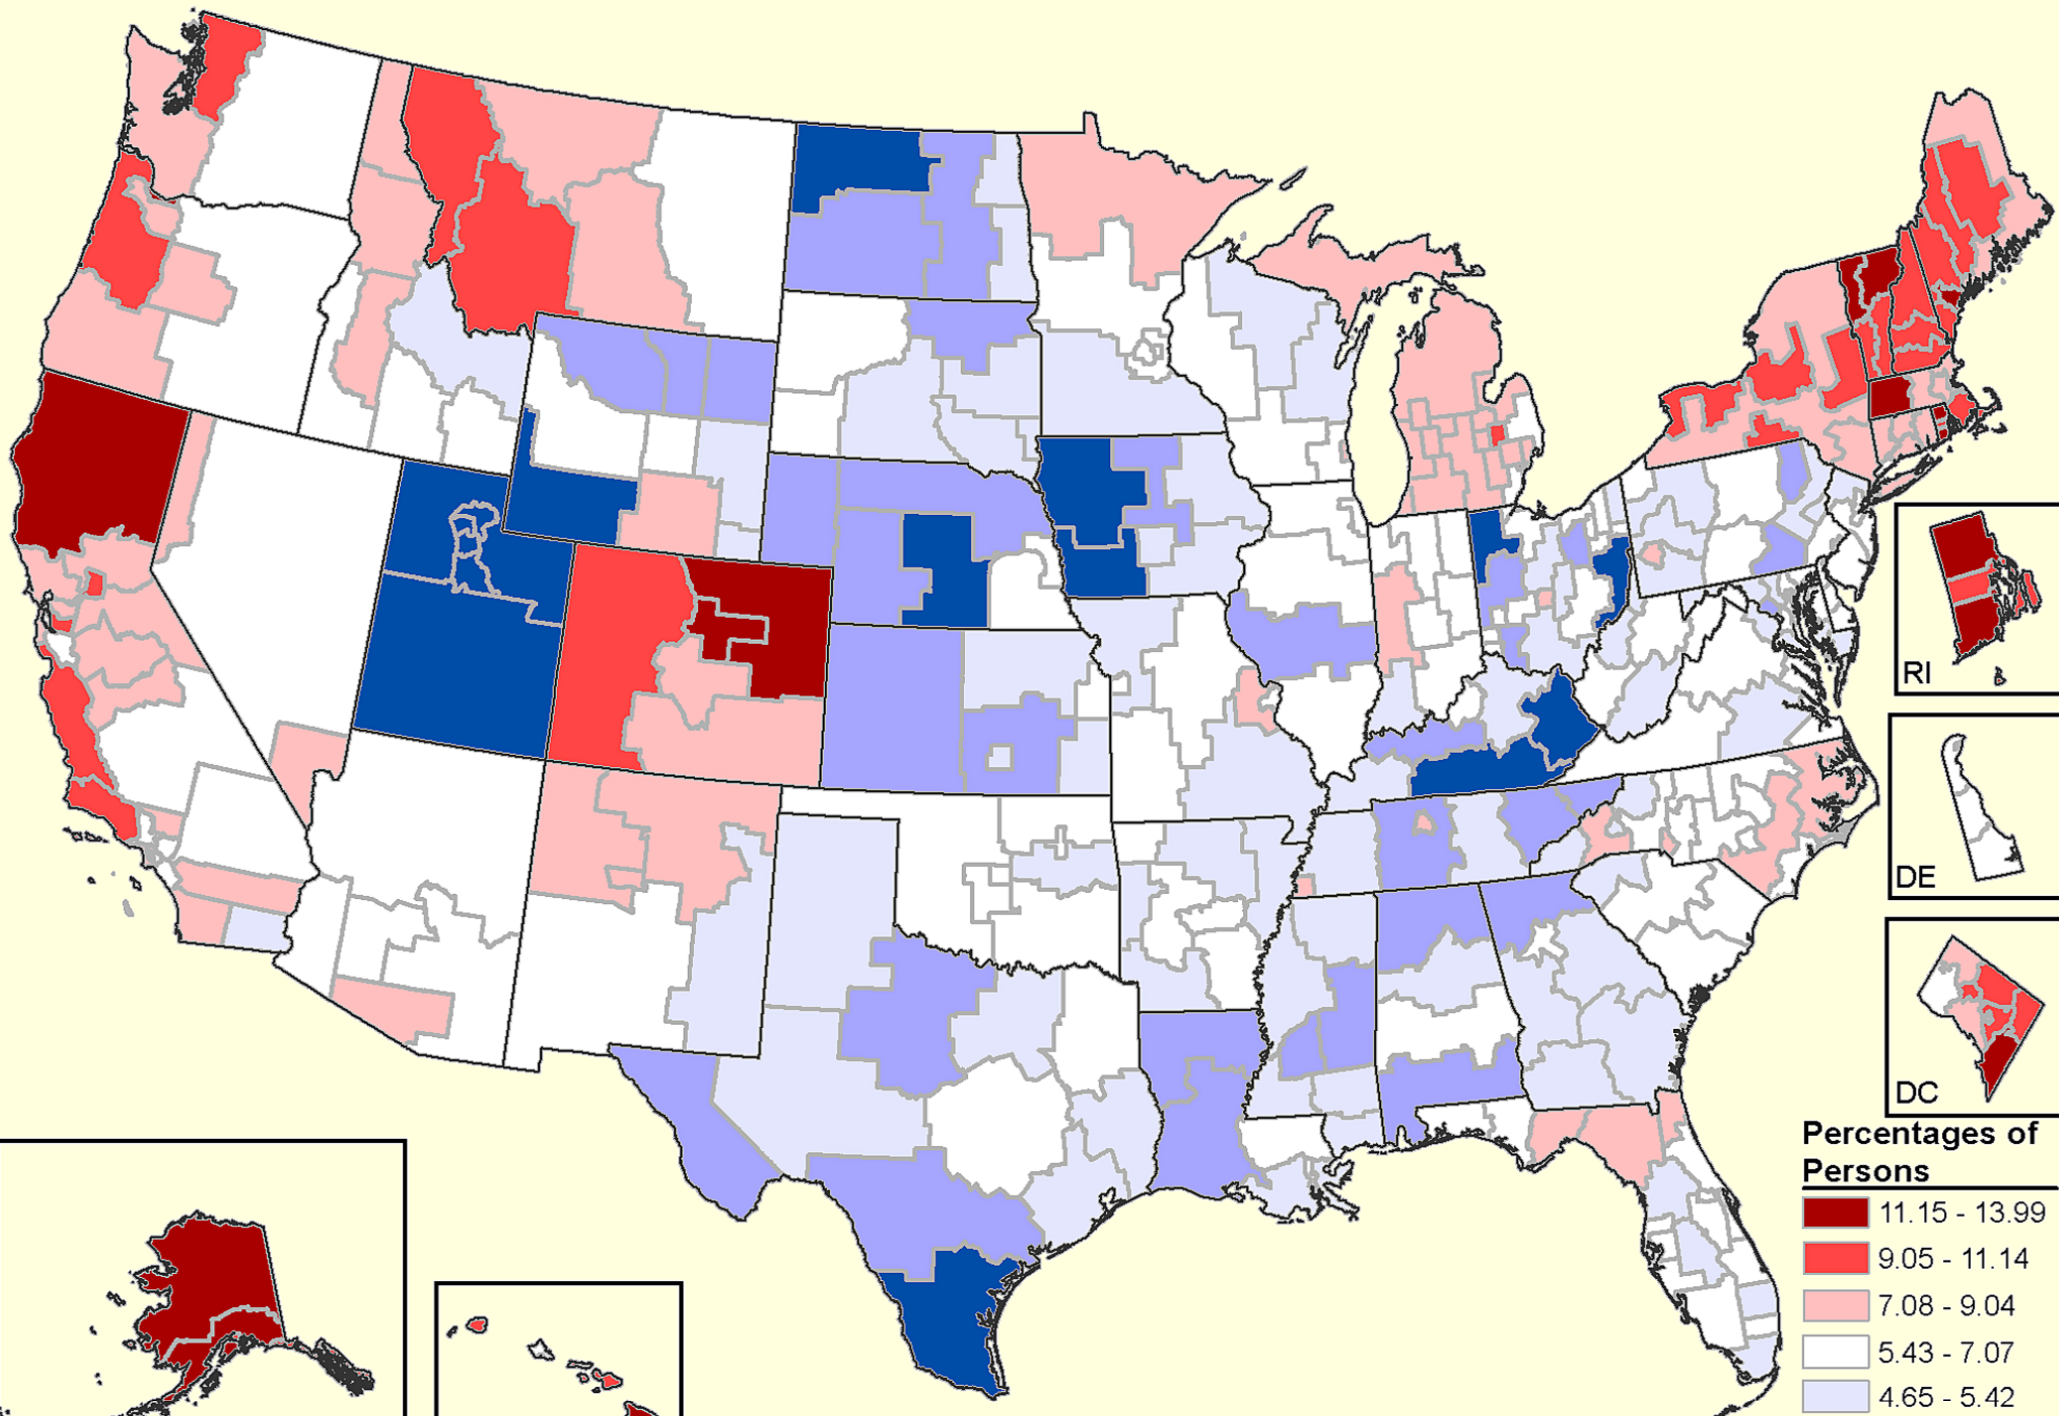 RI
DE
DC
Percentages of
Persons
11.15 - 13.99
9.05 - 11.14
7.08 - 9.04
5.43 - 7.07
4.65 - 5.42